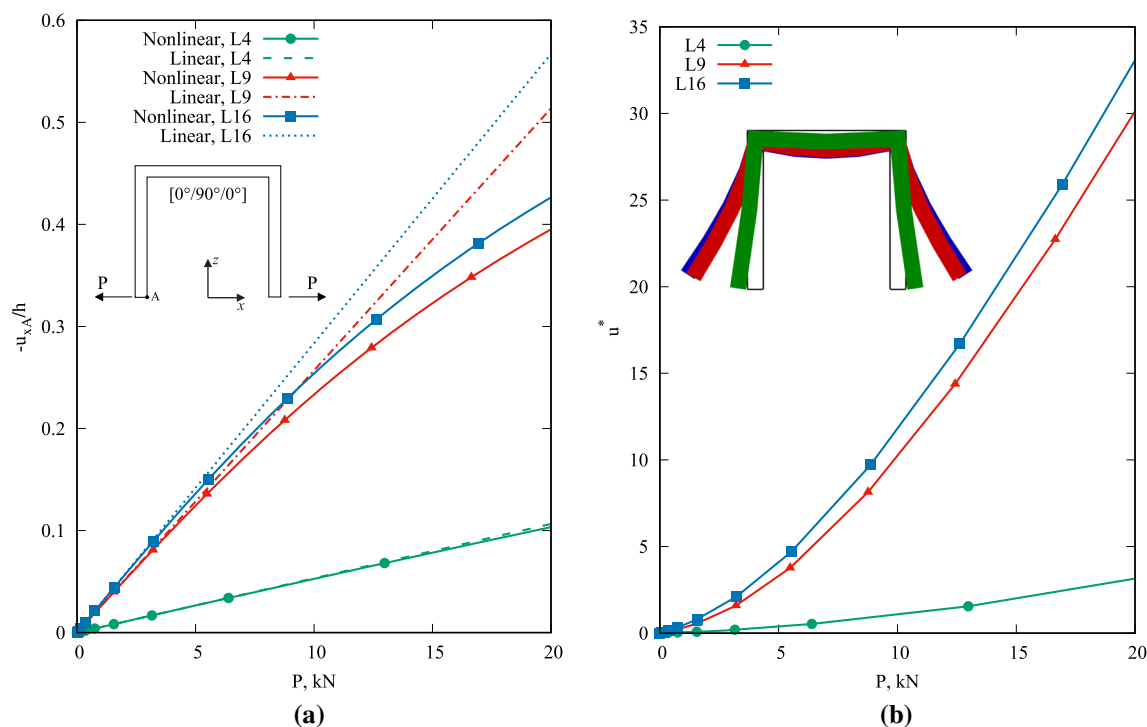 0.6
0.5
0.4
0.3
0.2
0.1
0
-u_xA/h
Nonlinear, L4
Linear, L4
Nonlinear, L9
Linear, L9
Nonlinear, L16
Linear, L16
[0°/90°/0°]
P
P
A
z
x
0 5 10 15 20
P, kN
(a)
35
30
25
20
15
10
5
0
u*
L4
L9
L16
0 5 10 15 20
P, kN
(b)